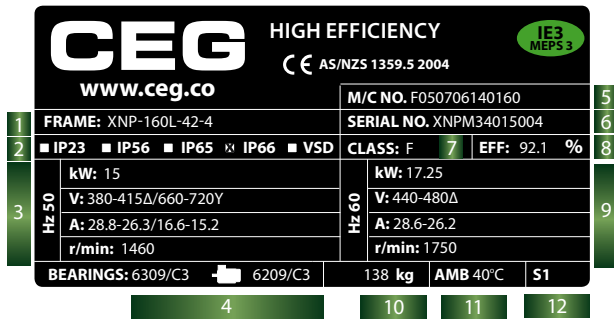 CEG
www.ceg.co
HIGH EFFICIENCY
CE AS/NZS 1359.5 2004
IE3
MEPS 3
M/C NO. F050706140160
5
1
FRAME: XNP-160L-42-4
SERIAL NO. XNPM34015004
6
2
IP23 IP56 IP65 IP66 VSD
CLASS: F
7
EFF: 92.1 %
8
3
Hz 50
kW: 15
V: 380-415Δ/660-720Y
A: 28.8-26.3/16.6-15.2
r/min: 1460
Hz 60
kW: 17.25
V: 440-480Δ
A: 28.6-26.2
r/min: 1750
9
BEARINGS: 6309/C3 6209/C3
138 kg
AMB 40°C
S1
4
10
11
12